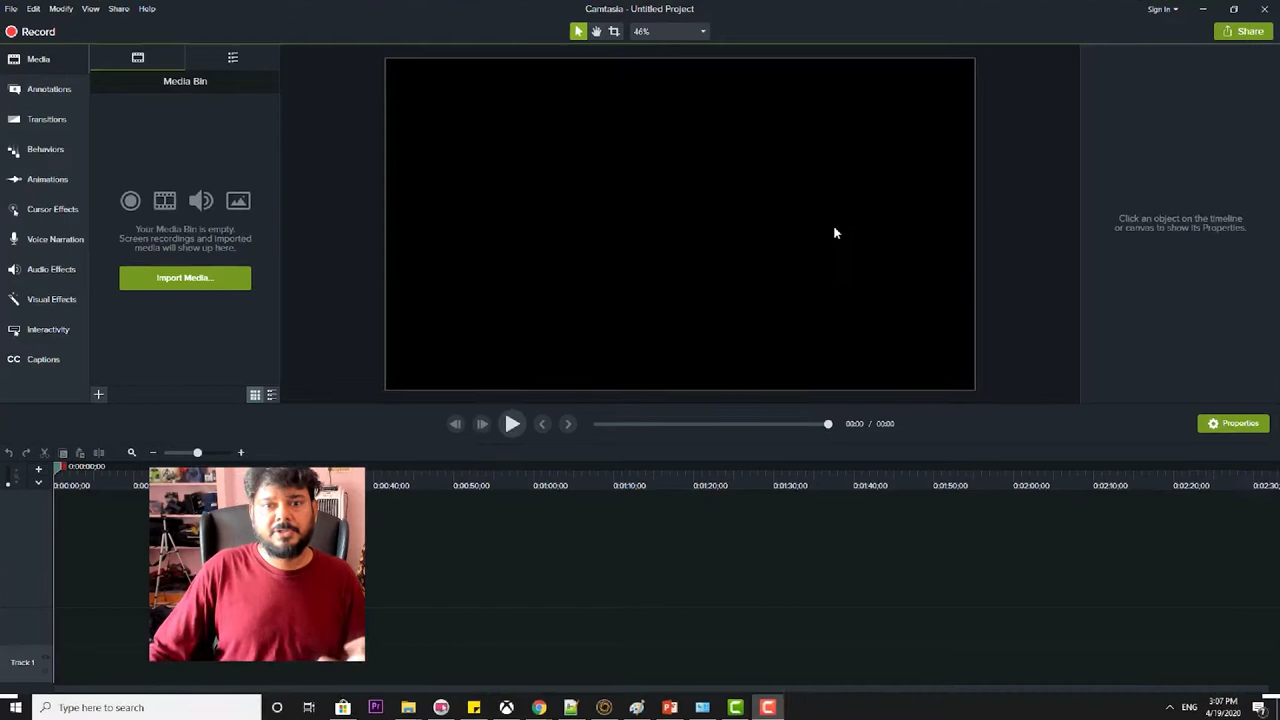 File Edit Modify View Share Help
Camtasia - Untitled Project
Sign In
Record
46%
Share
Media
Annotations
Transitions
Behaviors
Animations
Cursor Effects
Voice Narration
Audio Effects
Visual Effects
Interactivity
CC Captions
Media Bin
Your Media Bin is empty.
Screen recordings and imported
media will show up here.
Import Media...
Click an object on the timeline
or canvas to show its Properties.
00:00 / 00:00
Properties
0:00:00;00
0:00:00;00 0:00:40;00 0:00:50;00 0:01:00;00 0:01:10;00 0:01:20;00 0:01:30;00 0:01:40;00 0:01:50;00 0:02:00;00 0:02:10;00 0:02:20;00
Track 1
Type here to search
Pr
ENG
3:07 PM
4/19/2020